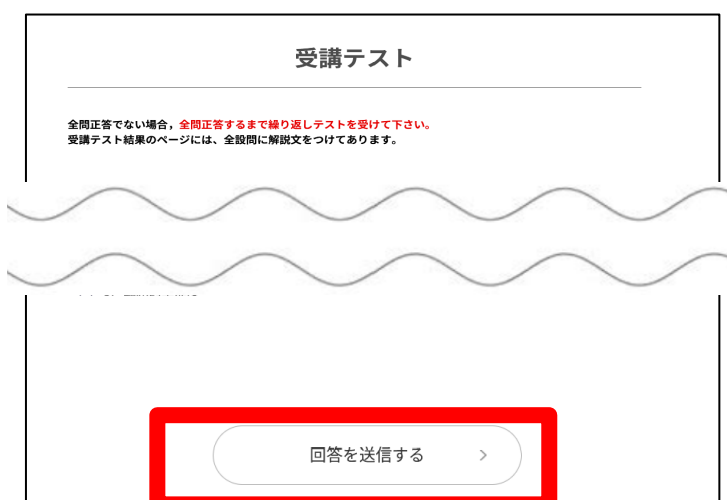 受講テスト
全問正答でない場合，全問正答するまで繰り返しテストを受けて下さい。
受講テスト結果のページには、全設問に解説文をつけてあります。
回答を送信する